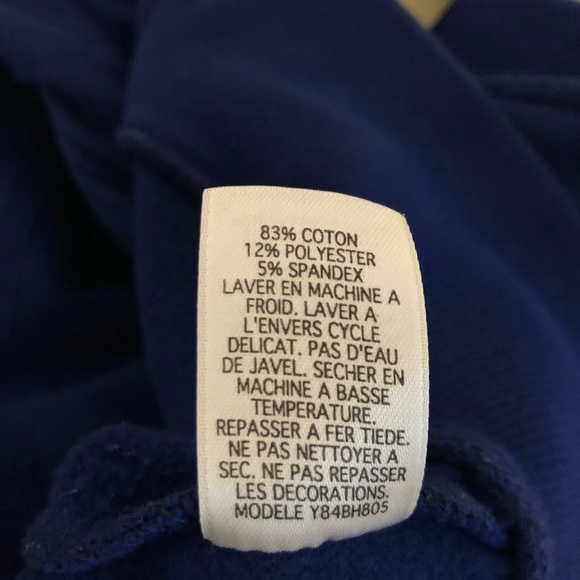 83% COTON
12% POLYESTER
5% SPANDEX
LAVER EN MACHINE A
FROID. LAVER A
L'ENVERS CYCLE
DELICAT. PAS D'EAU
DE JAVEL. SECHER EN
MACHINE A BASSE
TEMPERATURE.
REPASSER A FER TIEDE.
NE PAS NETTOYER A
SEC. NE PAS REPASSER
LES DECORATIONS.
MODELE Y84BH805